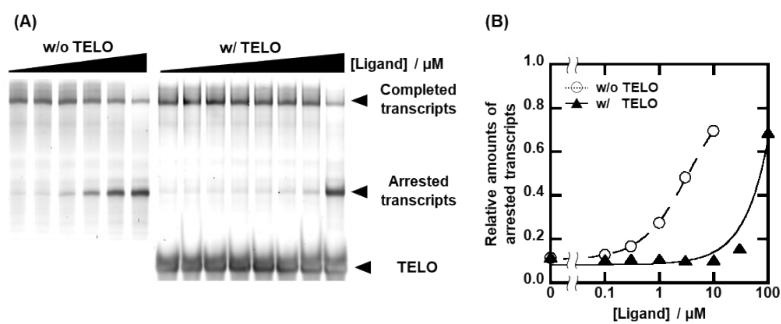 (A)
w/o TELO
w/ TELO
[Ligand] / μM
Completed
transcripts
Arrested
transcripts
TELO
(B)
Relative amounts of
arrested transcripts
1.0
0.8
0.6
0.4
0.2
0.0
w/o TELO
w/ TELO
0
0.1
1
10
100
[Ligand] / μM